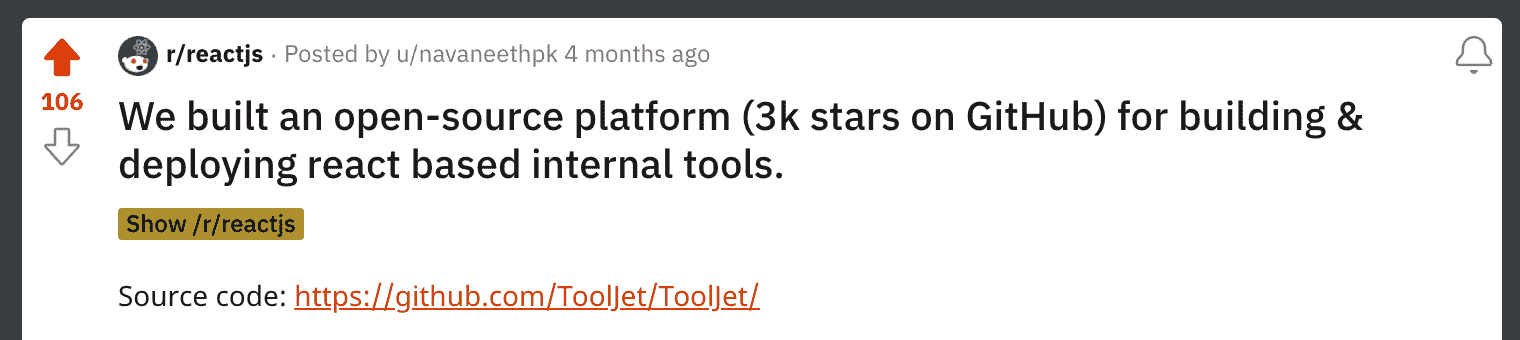 r/reactjs · Posted by u/navaneethpk 4 months ago
106
We built an open-source platform (3k stars on GitHub) for building &
deploying react based internal tools.
Show /r/reactjs
Source code: https://github.com/ToolJet/ToolJet/